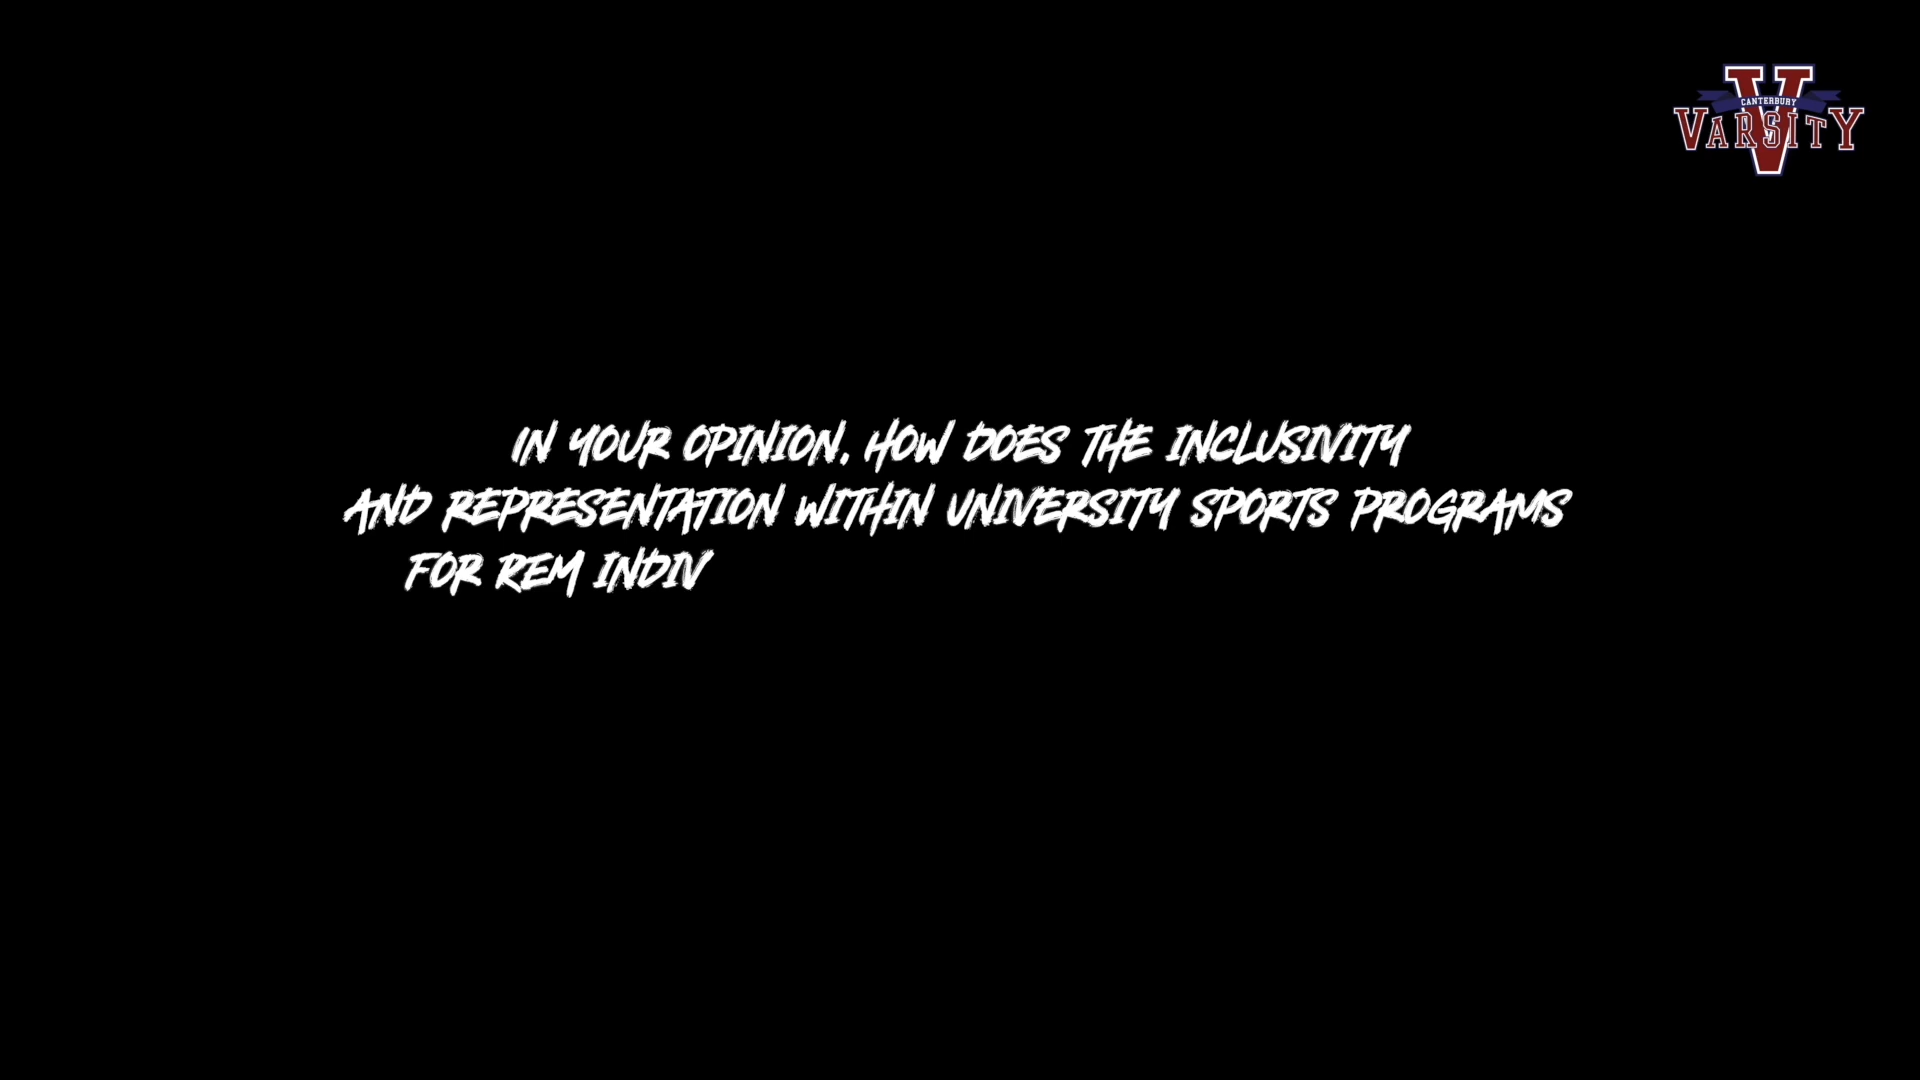 CANTERBURY
VARSITY
IN YOUR OPINION, HOW DOES THE INCLUSIVITY
AND REPRESENTATION WITHIN UNIVERSITY SPORTS PROGRAMS
FOR REM INDIV